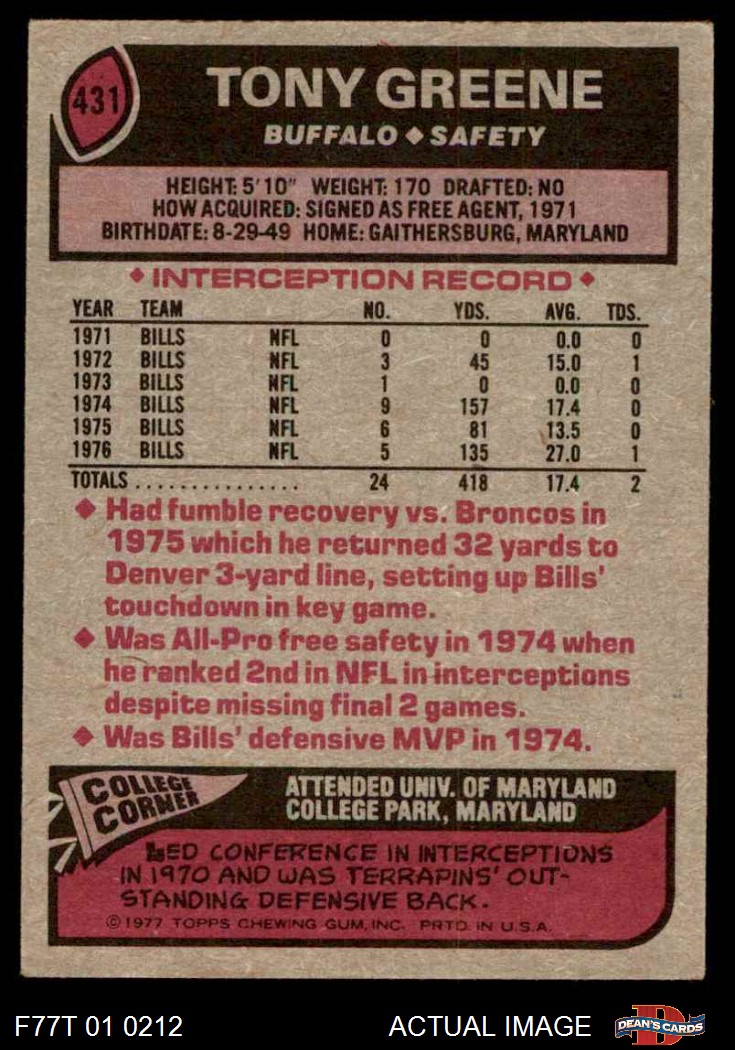 431
TONY GREENE
BUFFALO ◆ SAFETY
HEIGHT: 5'10" WEIGHT: 170 DRAFTED: NO
HOW ACQUIRED: SIGNED AS FREE AGENT, 1971
BIRTHDATE: 8-29-49 HOME: GAITHERSBURG, MARYLAND
◆ INTERCEPTION RECORD ◆
YEAR TEAM NO. YDS. AVG. TDS.
1971 BILLS NFL 0 0 0.0 0
1972 BILLS NFL 3 45 15.0 1
1973 BILLS NFL 1 0 0.0 0
1974 BILLS NFL 9 157 17.4 0
1975 BILLS NFL 6 81 13.5 0
1976 BILLS NFL 5 135 27.0 1
TOTALS ............... 24 418 17.4 2
◆ Had fumble recovery vs. Broncos in
1975 which he returned 32 yards to
Denver 3-yard line, setting up Bills'
touchdown in key game.
◆ Was All-Pro free safety in 1974 when
he ranked 2nd in NFL in interceptions
despite missing final 2 games.
◆ Was Bills' defensive MVP in 1974.
COLLEGE
CORNER
ATTENDED UNIV. OF MARYLAND
COLLEGE PARK, MARYLAND
LED CONFERENCE IN INTERCEPTIONS
IN 1970 AND WAS TERRAPINS' OUT-
STANDING DEFENSIVE BACK.
© 1977 TOPPS CHEWING GUM, INC. PRTD. IN U.S.A.
F77T 01 0212 ACTUAL IMAGE
D
DEAN'S CARDS